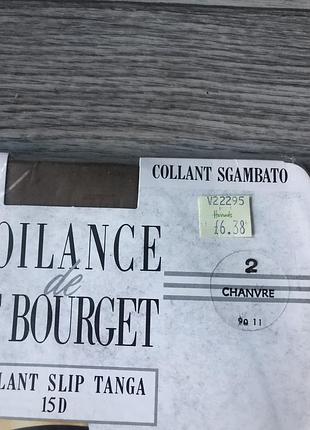 COLLANT SGAMBATO
V22295
Harrods
£6.38
OILANCE
de
BOURGET
2
CHANVRE
90 11
LANT SLIP TANGA
15D